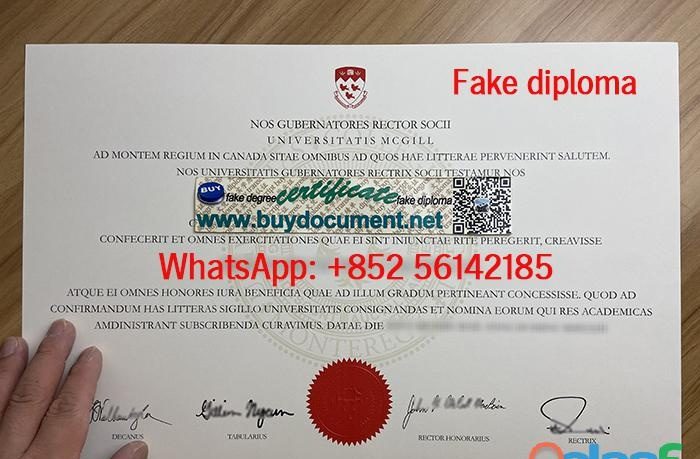 Fake diploma
NOS GUBERNATORES RECTOR SOCII
UNIVERSITATIS MCGILL
AD MONTEM REGIUM IN CANADA SITAE OMNIBUS AD QUOS HAE LITTERAE PERVENERINT SALUTEM.
NOS UNIVERSITATIS GUBERNATORES RECTRIX SOCII TESTAMUR NOS
BUY fake degree certificate fake diploma
www.buydocument.net
CONFECERIT ET OMNES EXERCITATIONES QUAE EI SINT INIUNCTAE RITE PEREGERIT, CREAVISSE
WhatsApp: +852 56142185
ATQUE EI OMNES HONORES IURA BENEFICIA QUAE AD ILLUM GRADUM PERTINEANT CONCESSISSE. QUOD AD
CONFIRMANDUM HAS LITTERAS SIGILLO UNIVERSITATIS CONSIGNANDAS ET NOMINA EORUM QUI RES ACADEMICAS
AMDINISTRANT SUBSCRIBENDA CURAVIMUS. DATAE DIE
DECANUS TABULARIUS RECTOR HONORARIUS RECTRIX